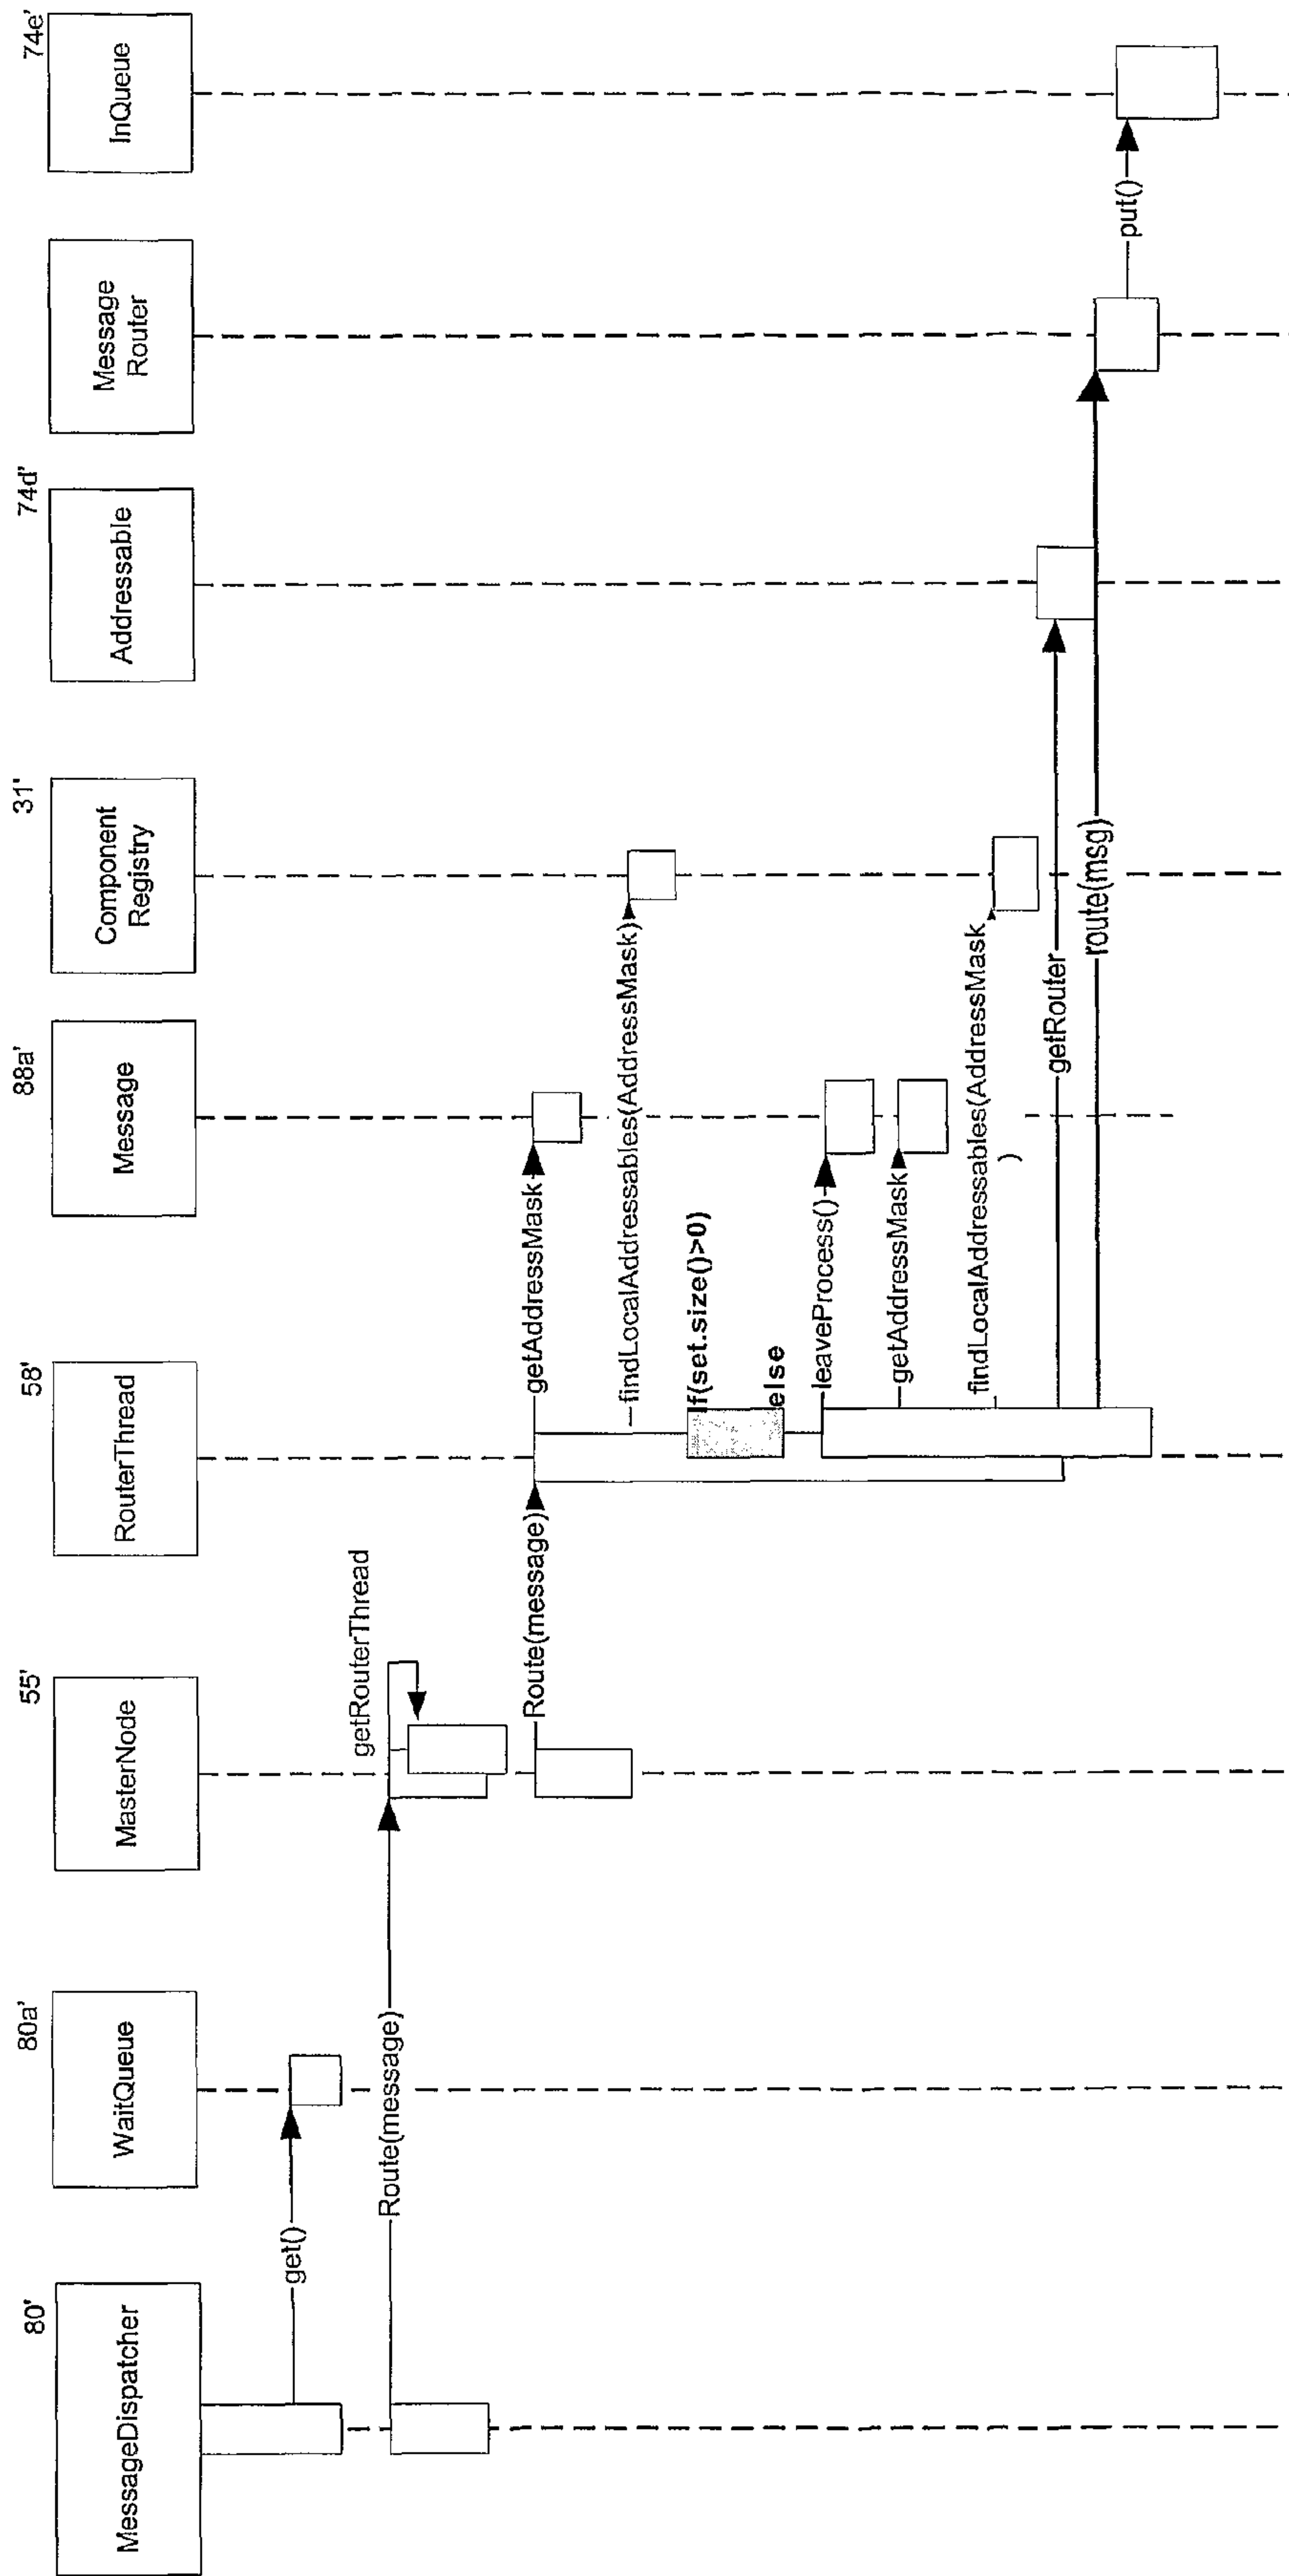 80'
MessageDispatcher
80a'
WaitQueue
55'
MasterNode
58'
RouterThread
88a'
Message
31'
Component
Registry
74d'
Addressable
Message
Router
74e'
InQueue
get()
Route(message)
getRouterThread
Route(message)
getAddressMask
findLocalAddressables(AddressMask)
If(set.size()>0)
else
leaveProcess()
getAddressMask
findLocalAddressables(AddressMask
)
getRouter
route(msg)
put()